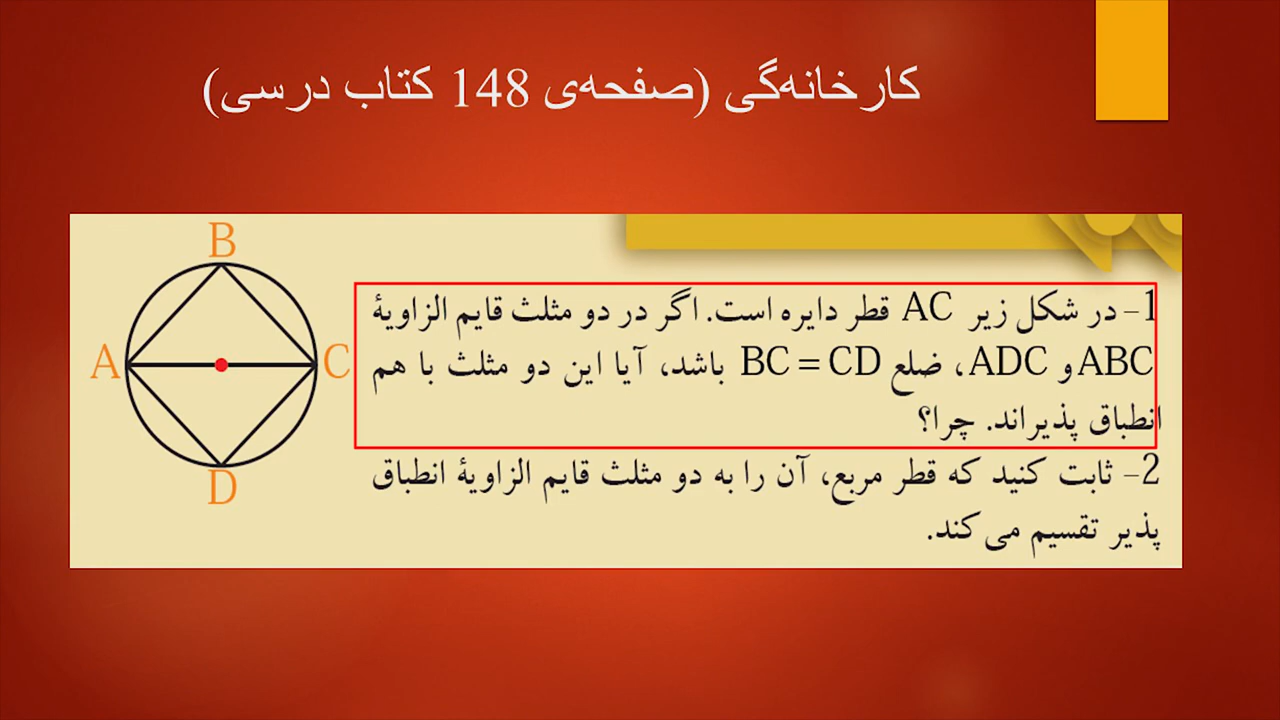 کارخانه‌گی (صفحه‌ی 148 کتاب درسی)
B
A
C
D
1- در شکل زیر AC قطر دایره است. اگر در دو مثلث قایم الزاویۀ
ABC و ADC، ضلع BC = CD باشد، آیا این دو مثلث با هم
انطباق پذیراند. چرا؟
2- ثابت کنید که قطر مربع، آن را به دو مثلث قایم الزاویۀ انطباق
پذیر تقسیم می‌کند.